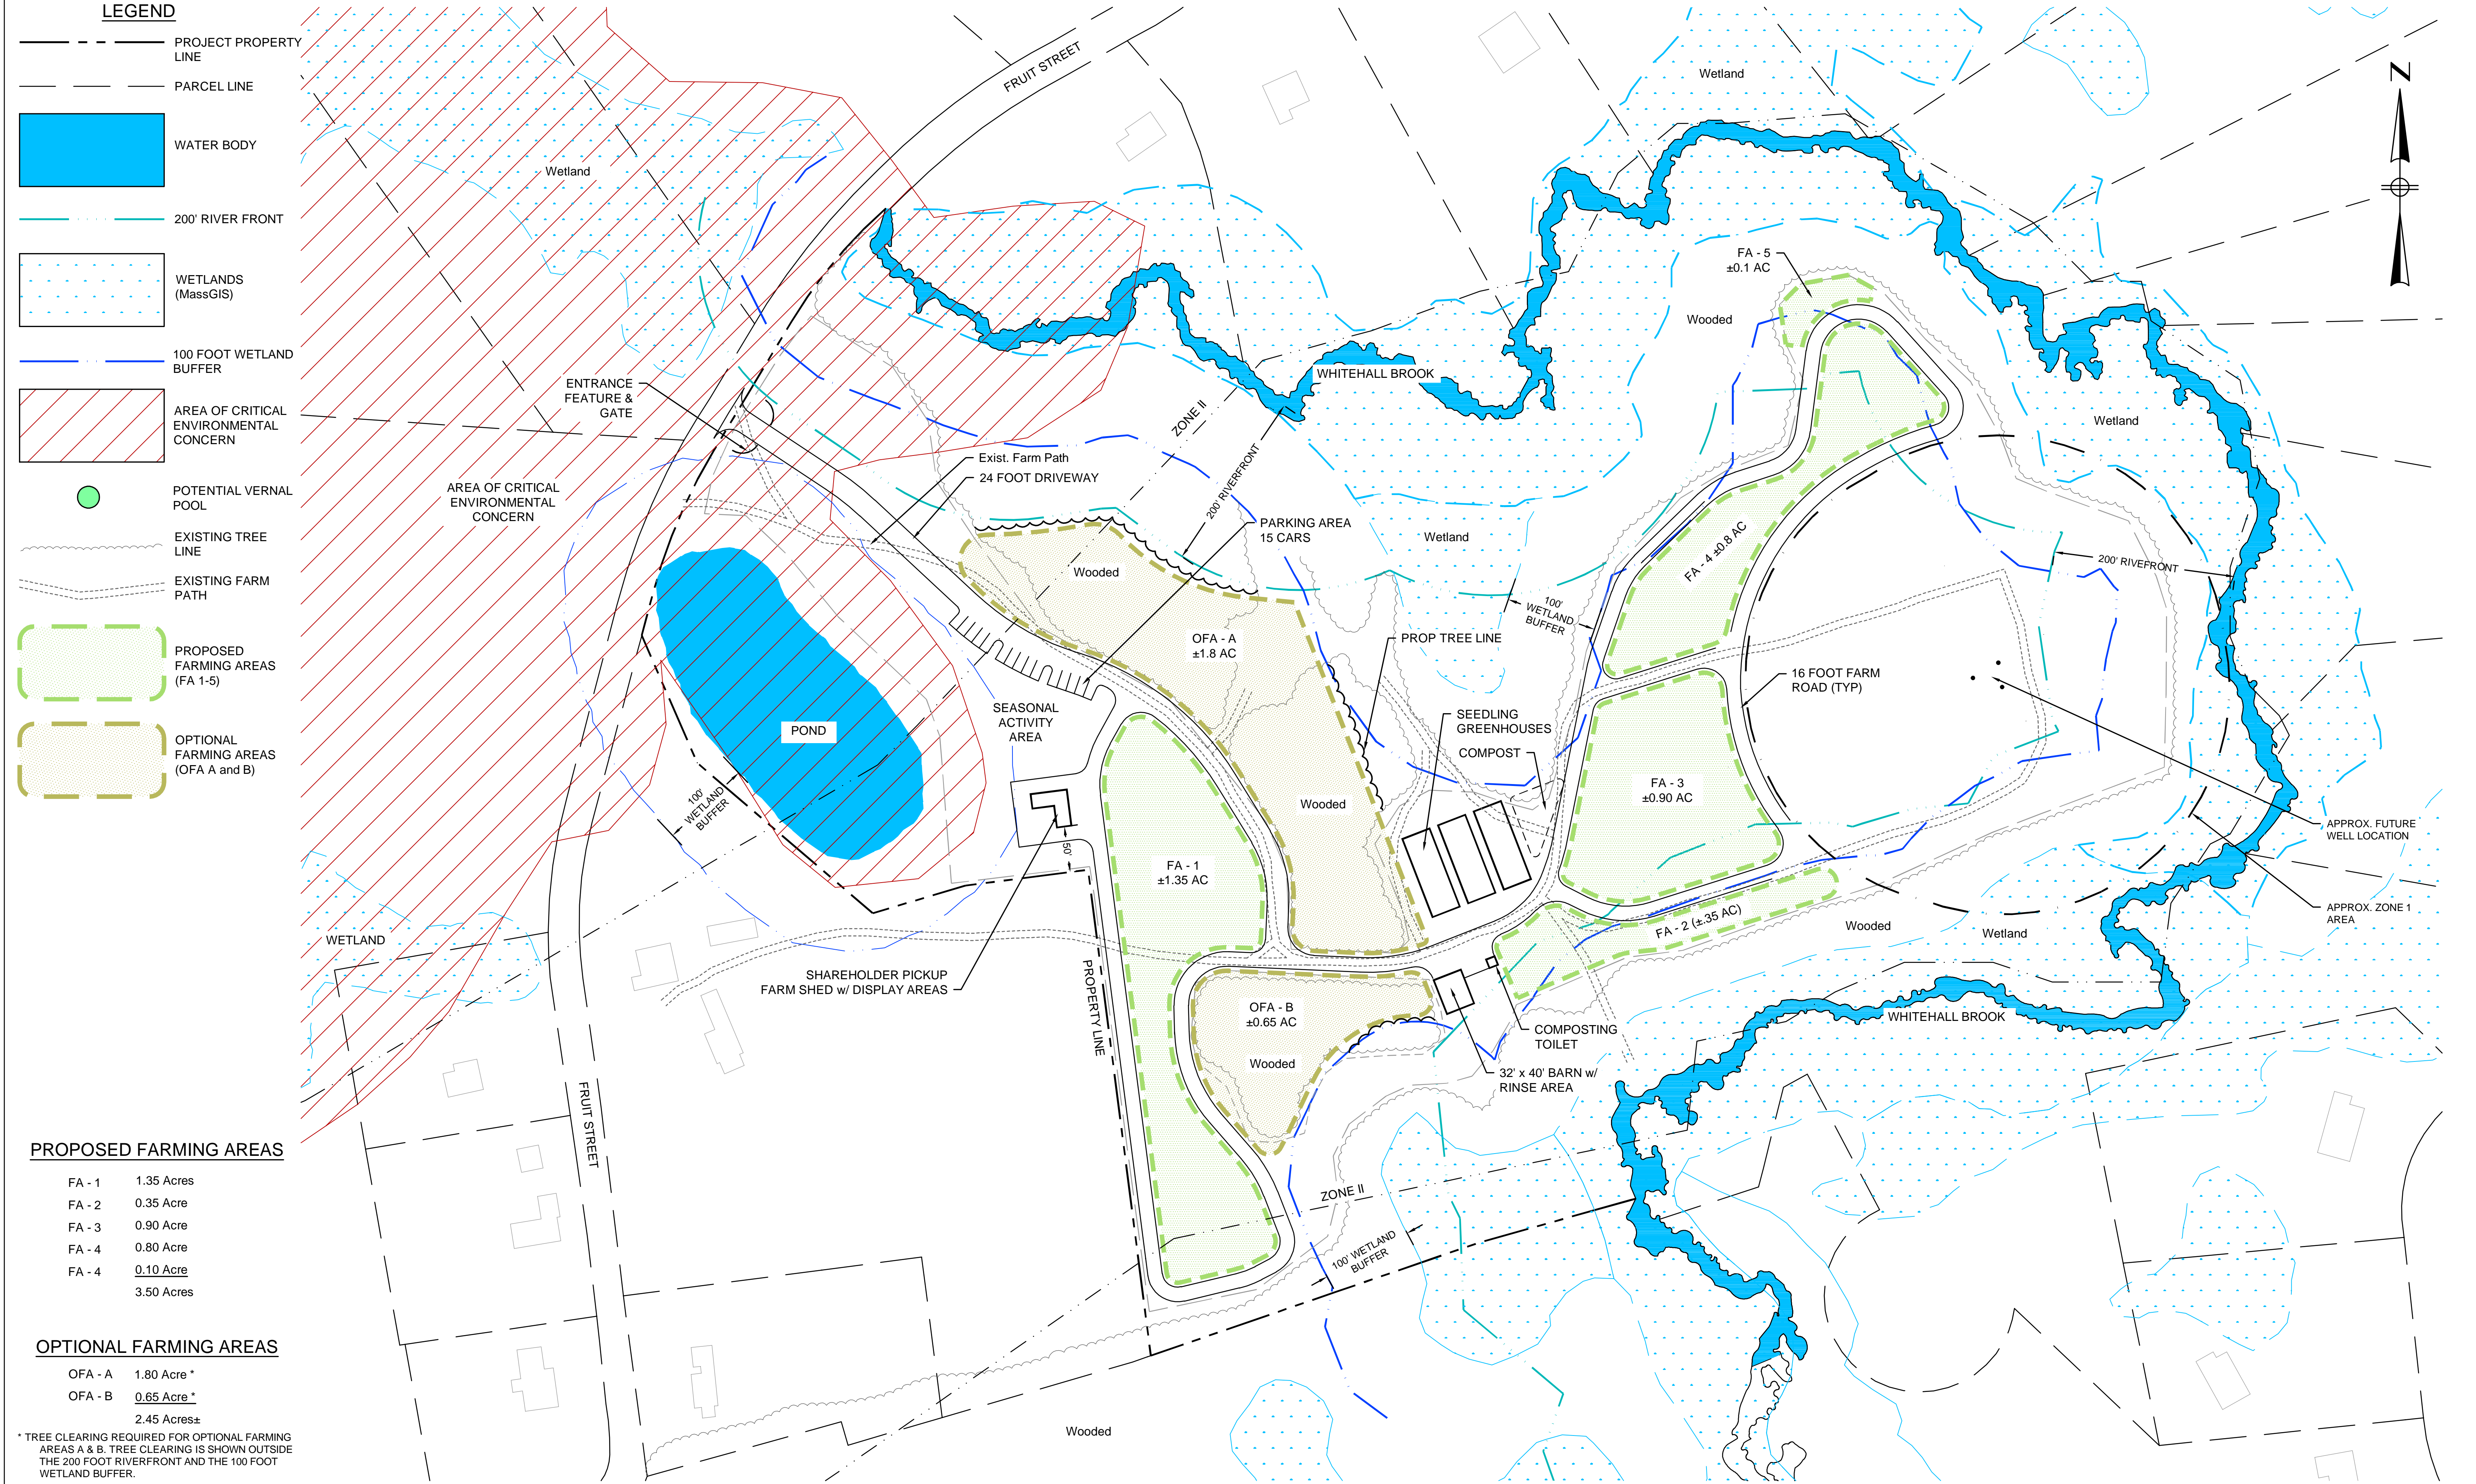 LEGEND
PROJECT PROPERTY
LINE
PARCEL LINE
WATER BODY
200' RIVER FRONT
WETLANDS
(MassGIS)
100 FOOT WETLAND
BUFFER
AREA OF CRITICAL
ENVIRONMENTAL
CONCERN
POTENTIAL VERNAL
POOL
EXISTING TREE
LINE
EXISTING FARM
PATH
PROPOSED
FARMING AREAS
(FA 1-5)
OPTIONAL
FARMING AREAS
(OFA A and B)
PROPOSED FARMING AREAS
FA - 1 1.35 Acres
FA - 2 0.35 Acre
FA - 3 0.90 Acre
FA - 4 0.80 Acre
FA - 4 0.10 Acre
3.50 Acres
OPTIONAL FARMING AREAS
OFA - A 1.80 Acre *
OFA - B 0.65 Acre *
2.45 Acres±
* TREE CLEARING REQUIRED FOR OPTIONAL FARMING
AREAS A & B. TREE CLEARING IS SHOWN OUTSIDE
THE 200 FOOT RIVERFRONT AND THE 100 FOOT
WETLAND BUFFER.
FRUIT STREET
Wetland
Wetland
N
FA - 5
±0.1 AC
Wooded
WHITEHALL BROOK
ENTRANCE
FEATURE &
GATE
ZONE II
Wetland
Exist. Farm Path
24 FOOT DRIVEWAY
200' RIVERFRONT
AREA OF CRITICAL
ENVIRONMENTAL
CONCERN
PARKING AREA
15 CARS
Wetland
FA - 4 ±0.8 AC
200' RIVEFRONT
Wooded
100'
WETLAND
BUFFER
OFA - A
±1.8 AC
PROP TREE LINE
16 FOOT FARM
ROAD (TYP)
SEASONAL
ACTIVITY
AREA
SEEDLING
GREENHOUSES
COMPOST
POND
FA - 3
±0.90 AC
Wooded
100'
WETLAND
BUFFER
50'
APPROX. FUTURE
WELL LOCATION
FA - 1
±1.35 AC
APPROX. ZONE 1
AREA
FA - 2 (±.35 AC)
Wooded
Wetland
WETLAND
SHAREHOLDER PICKUP
FARM SHED w/ DISPLAY AREAS
PROPERTY LINE
OFA - B
±0.65 AC
Wooded
WHITEHALL BROOK
COMPOSTING
TOILET
32' x 40' BARN w/
RINSE AREA
FRUIT STREET
ZONE II
100' WETLAND
BUFFER
Wooded